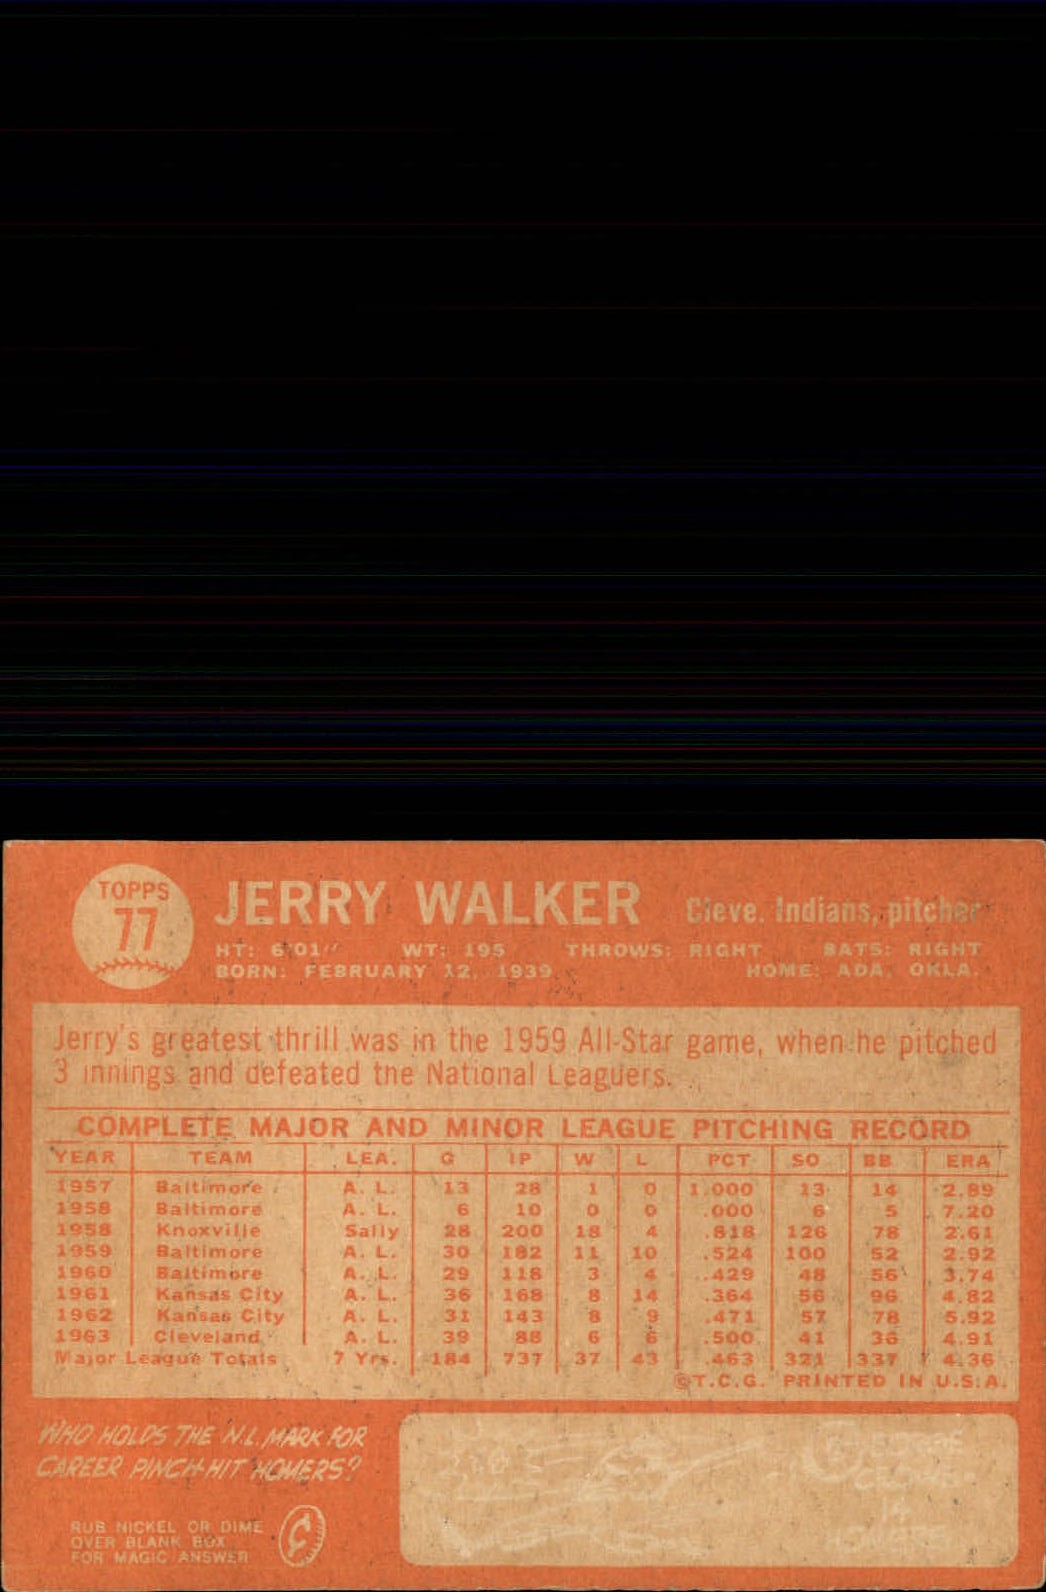 TOPPS
77
JERRY WALKER Cleve. Indians, pitcher
HT: 6'01" WT: 195 THROWS: RIGHT BATS: RIGHT
BORN: FEBRUARY 12, 1939 HOME: ADA, OKLA.
Jerry's greatest thrill was in the 1959 All-Star game, when he pitched
3 innings and defeated the National Leaguers.
COMPLETE MAJOR AND MINOR LEAGUE PITCHING RECORD
YEAR TEAM LEA. G IP W L PCT SO BB ERA
1957 Baltimore A. L. 13 28 1 0 1.000 13 14 2.89
1958 Baltimore A. L. 6 10 0 0 .000 6 5 7.20
1958 Knoxville Sally 28 200 18 4 .818 126 78 2.61
1959 Baltimore A. L. 30 182 11 10 .524 100 52 2.92
1960 Baltimore A. L. 29 118 3 4 .429 48 56 3.74
1961 Kansas City A. L. 36 168 8 14 .364 56 96 4.82
1962 Kansas City A. L. 31 143 8 9 .471 57 78 5.92
1963 Cleveland A. L. 39 88 6 6 .500 41 36 4.91
Major League Totals 7 Yrs. 184 737 37 43 .463 321 337 4.36
©T.C.G. PRINTED IN U.S.A.
WHO HOLDS THE N.L. MARK FOR
CAREER PINCH-HIT HOMERS?
RUB NICKEL OR DIME
OVER BLANK BOX
FOR MAGIC ANSWER